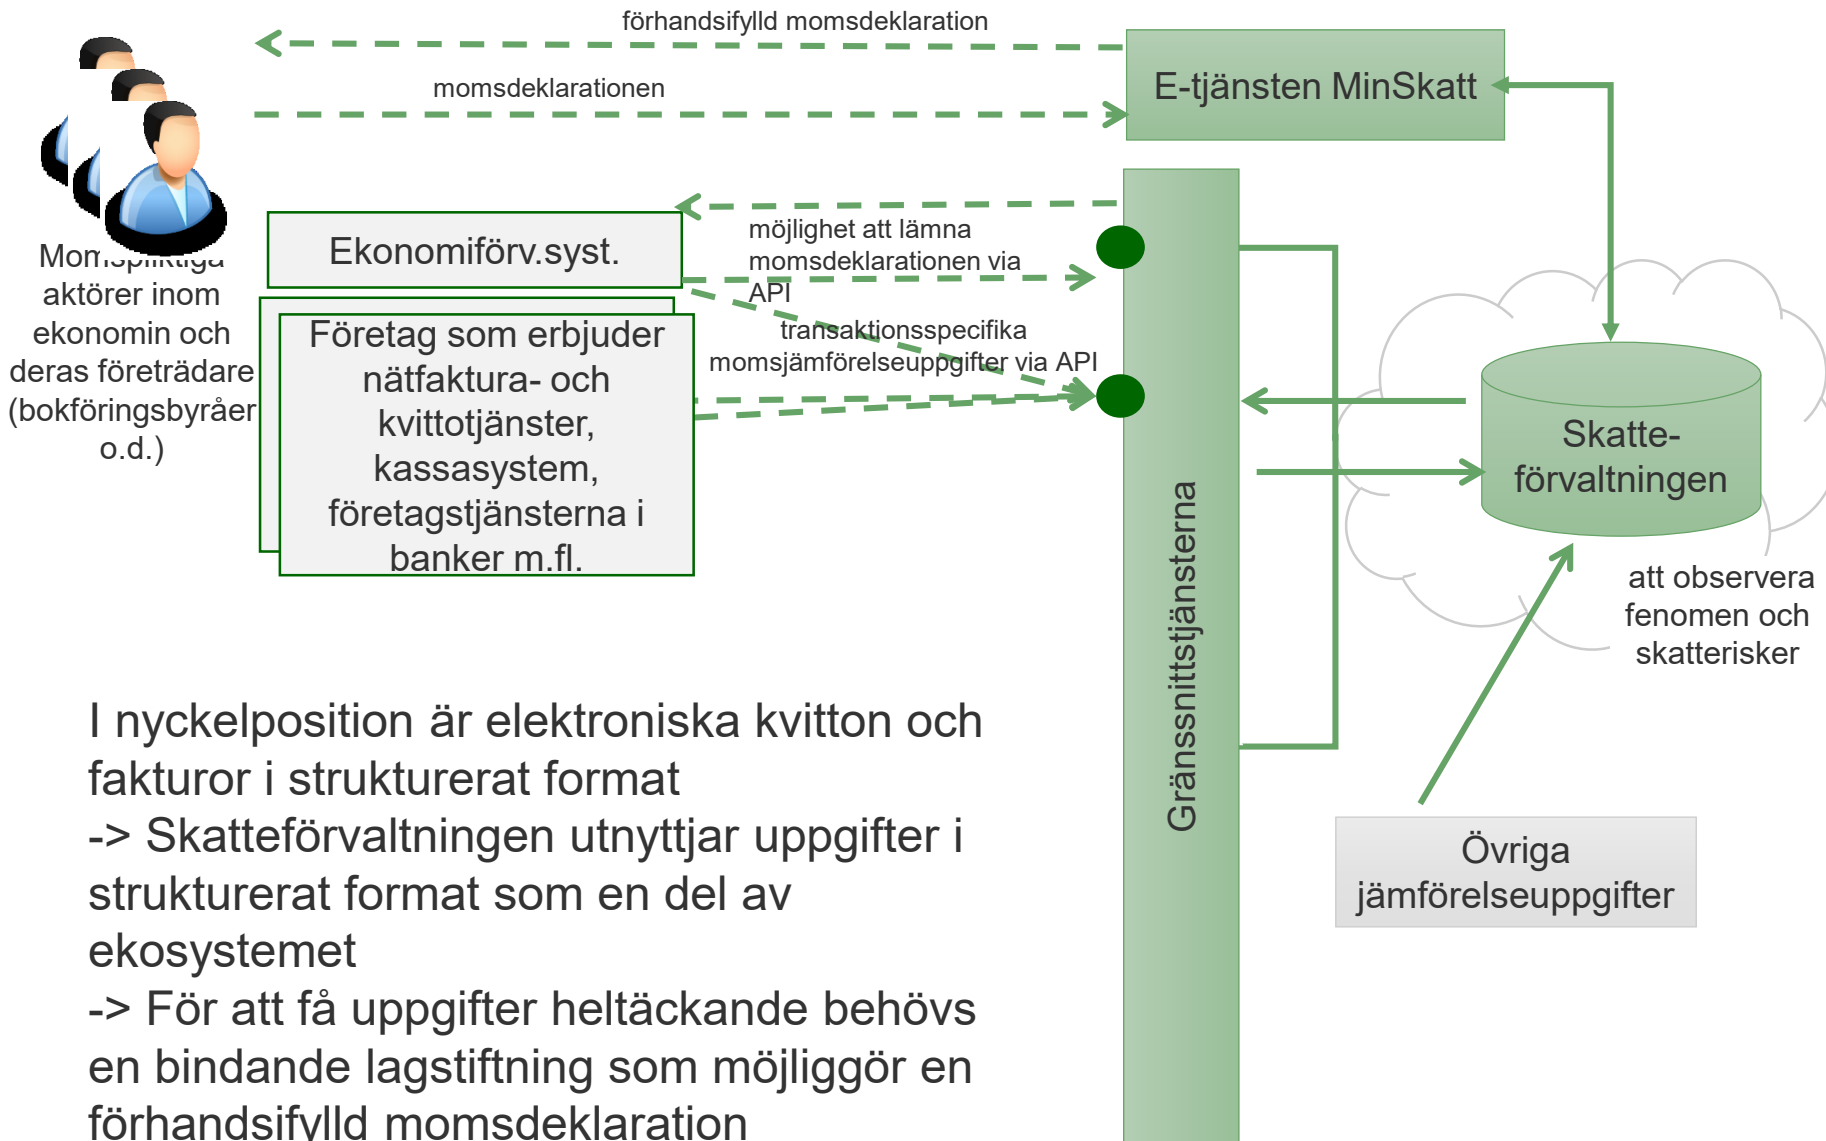 förhandsifylld momsdeklaration
momsdeklarationen
E-tjänsten MinSkatt
Momspliktiga
aktörer inom
ekonomin och
deras företrädare
(bokföringsbyråer
o.d.)
Ekonomiförv.syst.
möjlighet att lämna
momsdeklarationen via
API
transaktionsspecifika
momsjämförelseuppgifter via API
Företag som erbjuder
nätfaktura- och
kvittotjänster,
kassasystem,
företagstjänsterna i
banker m.fl.
Gränssnittstjänsterna
Skatte-
förvaltningen
att observera
fenomen och
skatterisker
Övriga
jämförelseuppgifter
I nyckelposition är elektroniska kvitton och
fakturor i strukturerat format
-> Skatteförvaltningen utnyttjar uppgifter i
strukturerat format som en del av
ekosystemet
-> För att få uppgifter heltäckande behövs
en bindande lagstiftning som möjliggör en
förhandsifylld momsdeklaration